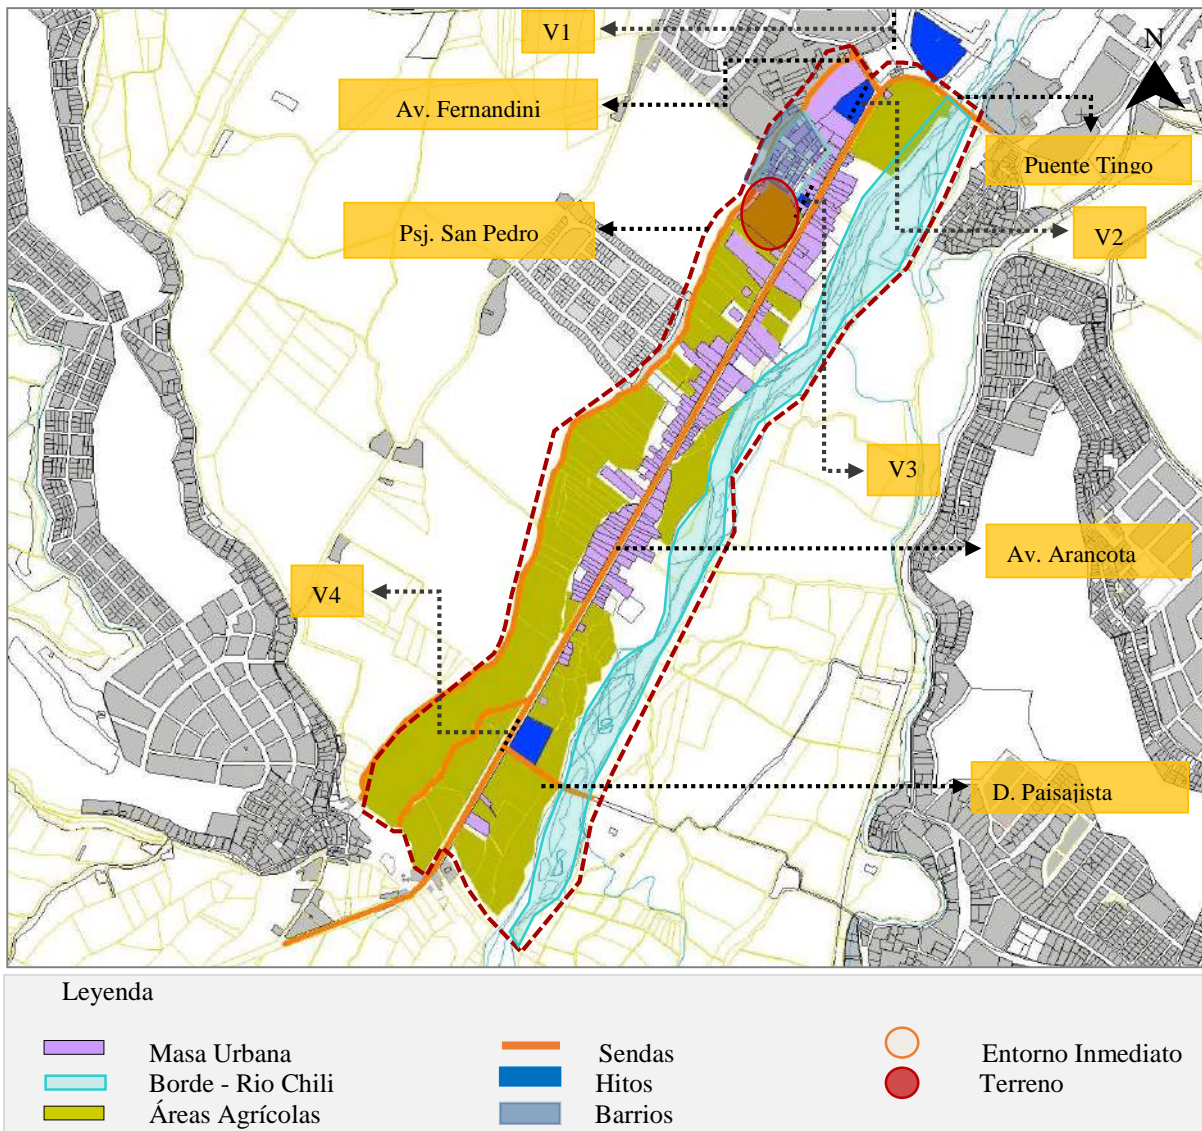 V1
N
Av. Fernandini
Puente Tingo
Psj. San Pedro
V2
V3
Av. Arancota
V4
D. Paisajista
Leyenda
Masa Urbana
Sendas
Entorno Inmediato
Borde - Rio Chili
Hitos
Terreno
Áreas Agrícolas
Barrios